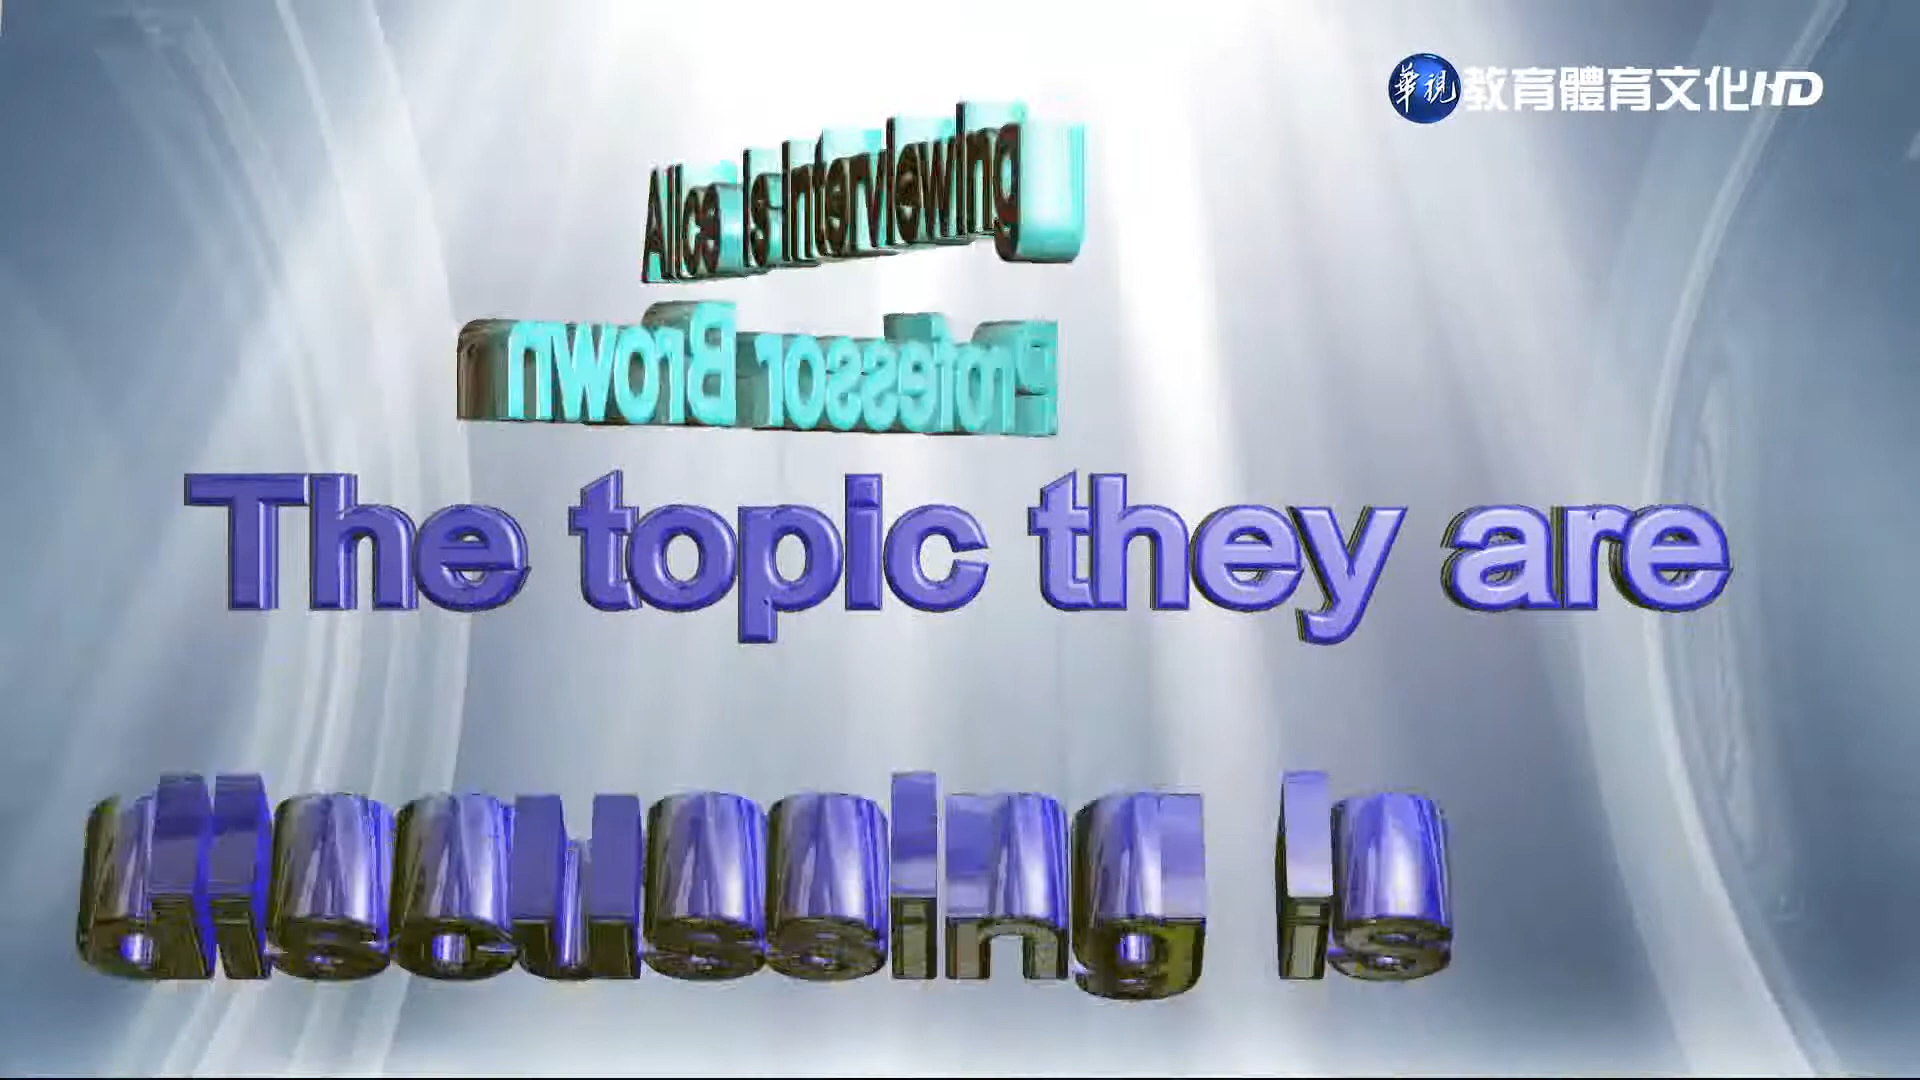 華視 教育體育文化HD
Alice is interviewing
Professor Brown
The topic they are
discussing is